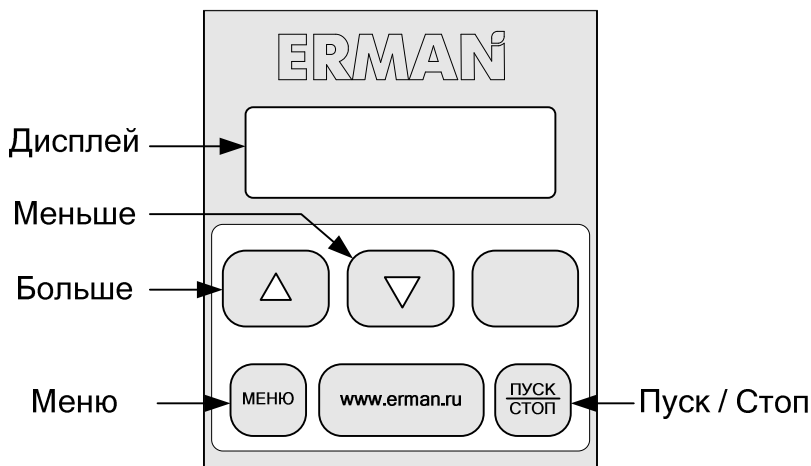 ERMAN
Дисплей
Меньше
Больше
Меню
МЕНЮ
www.erman.ru
ПУСК
СТОП
Пуск / Стоп